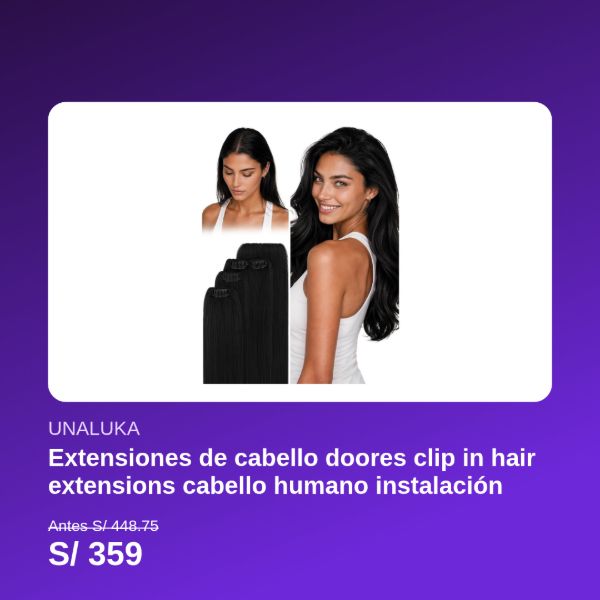 UNALUKA
Extensiones de cabello doores clip in hair
extensions cabello humano instalación
Antes S/ 448.75
S/ 359